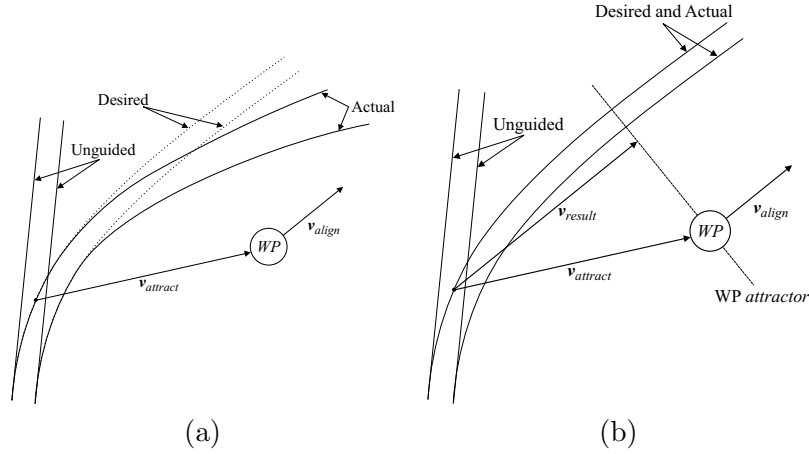 Desired
Actual
Unguided
WP
v_align
v_attract
(a)
Desired and Actual
Unguided
v_result
WP
v_align
v_attract
WP attractor
(b)